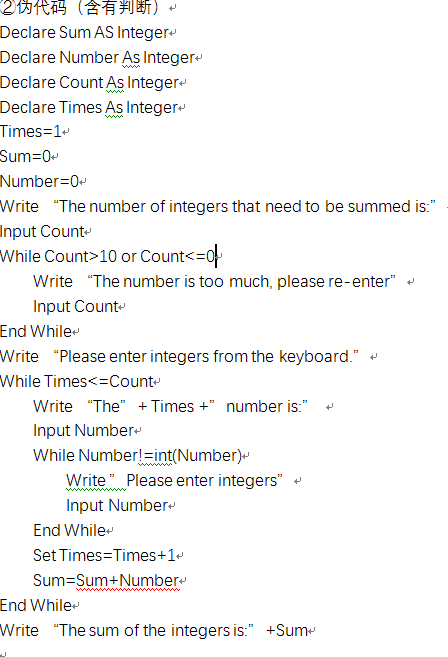 ②伪代码（含有判断）
Declare Sum AS Integer
Declare Number As Integer
Declare Count As Integer
Declare Times As Integer
Times=1
Sum=0
Number=0
Write “The number of integers that need to be summed is:”
Input Count
While Count>10 or Count<=0
Write “The number is too much, please re-enter”
Input Count
End While
Write “Please enter integers from the keyboard.”
While Times<=Count
Write “The” + Times +” number is:”
Input Number
While Number!=int(Number)
Write ” Please enter integers”
Input Number
End While
Set Times=Times+1
Sum=Sum+Number
End While
Write “The sum of the integers is:” +Sum